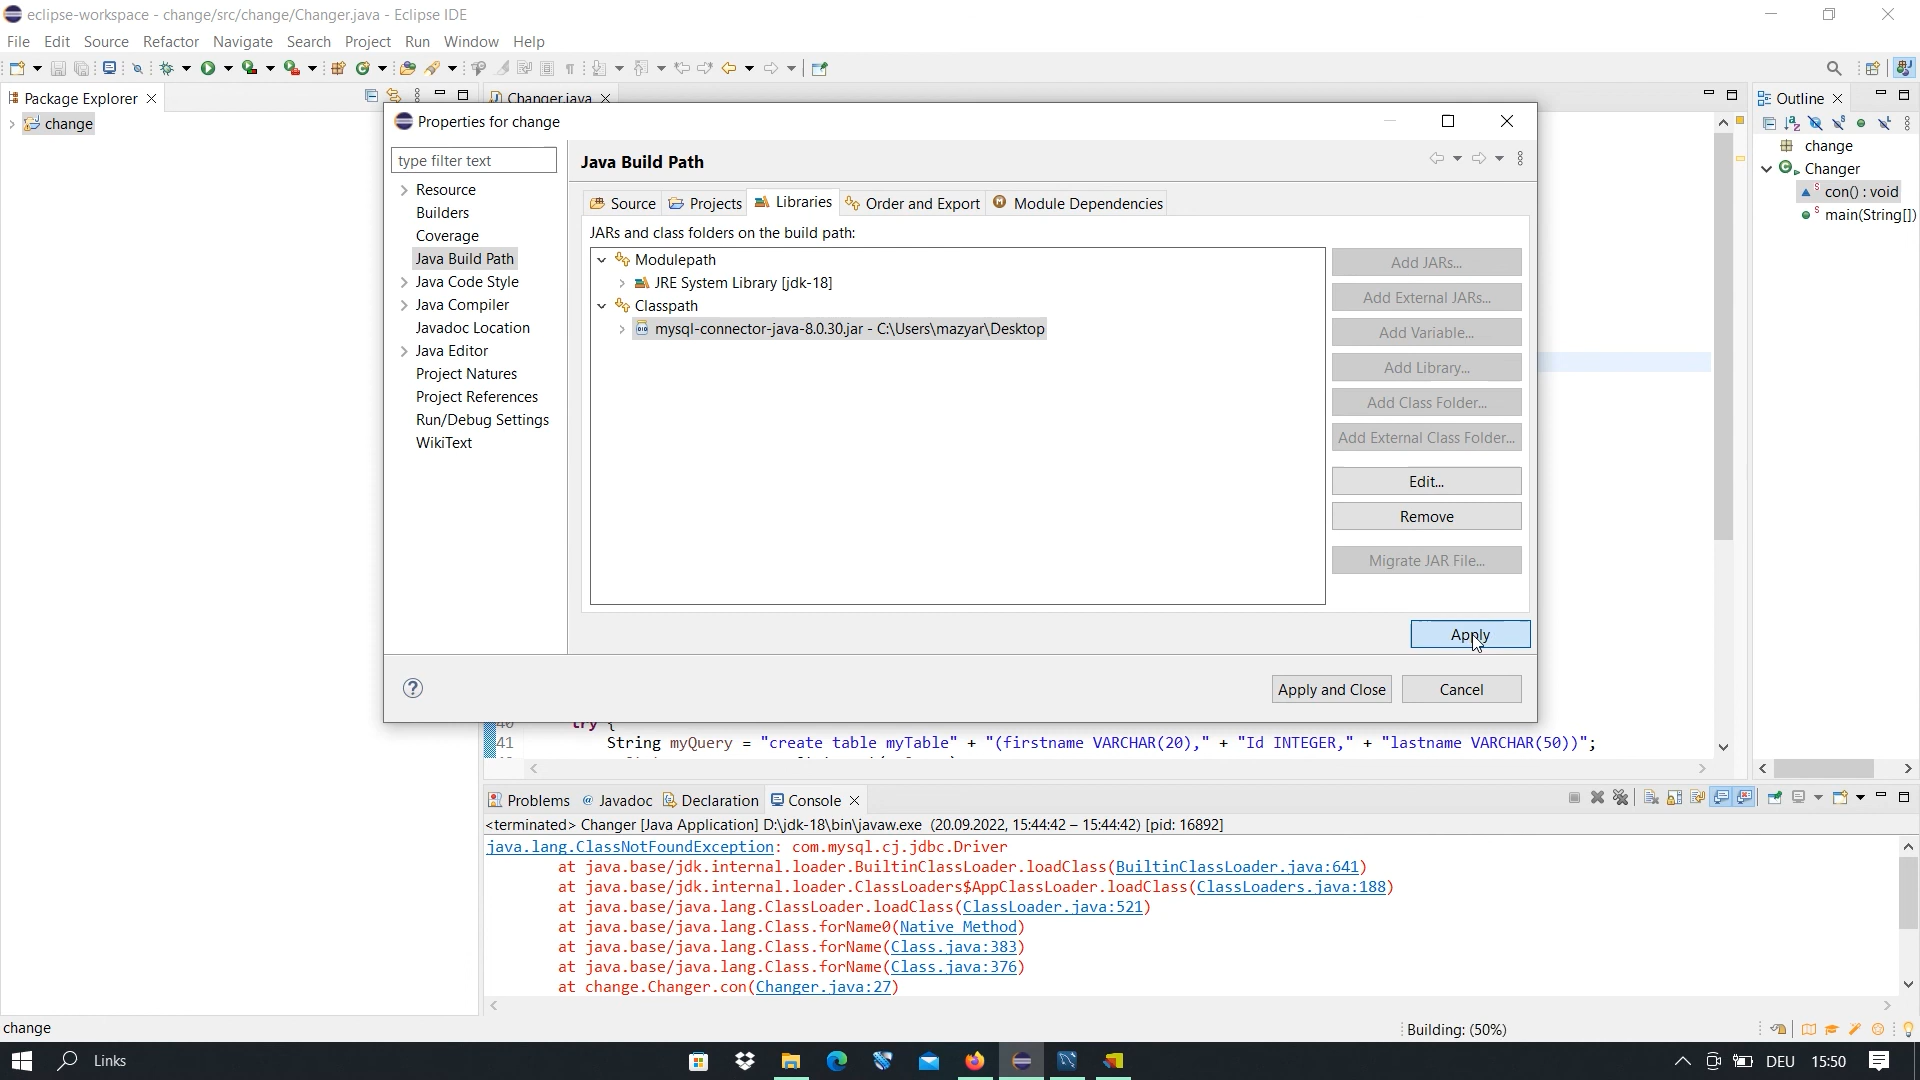 eclipse-workspace - change/src/change/Changer.java - Eclipse IDE
File Edit Source Refactor Navigate Search Project Run Window Help
Package Explorer
change
Changer.java
Properties for change
type filter text
Resource
Builders
Coverage
Java Build Path
Java Code Style
Java Compiler
Javadoc Location
Java Editor
Project Natures
Project References
Run/Debug Settings
WikiText
Java Build Path
Source Projects Libraries Order and Export Module Dependencies
JARs and class folders on the build path:
Modulepath
JRE System Library [jdk-18]
Classpath
mysql-connector-java-8.0.30.jar - C:\Users\mazyar\Desktop
Add JARs...
Add External JARs...
Add Variable...
Add Library...
Add Class Folder...
Add External Class Folder...
Edit...
Remove
Migrate JAR File...
Apply
Apply and Close Cancel
Outline
change
Changer
con() : void
main(String[])
40 try {
41 String myQuery = "create table myTable" + "(firstname VARCHAR(20)," + "Id INTEGER," + "lastname VARCHAR(50))";
Problems Javadoc Declaration Console
<terminated> Changer [Java Application] D:\jdk-18\bin\javaw.exe (20.09.2022, 15:44:42 – 15:44:42) [pid: 16892]
java.lang.ClassNotFoundException: com.mysql.cj.jdbc.Driver
at java.base/jdk.internal.loader.BuiltinClassLoader.loadClass(BuiltinClassLoader.java:641)
at java.base/jdk.internal.loader.ClassLoaders$AppClassLoader.loadClass(ClassLoaders.java:188)
at java.base/java.lang.ClassLoader.loadClass(ClassLoader.java:521)
at java.base/java.lang.Class.forName0(Native Method)
at java.base/java.lang.Class.forName(Class.java:383)
at java.base/java.lang.Class.forName(Class.java:376)
at change.Changer.con(Changer.java:27)
change
Building: (50%)
Links
DEU 15:50